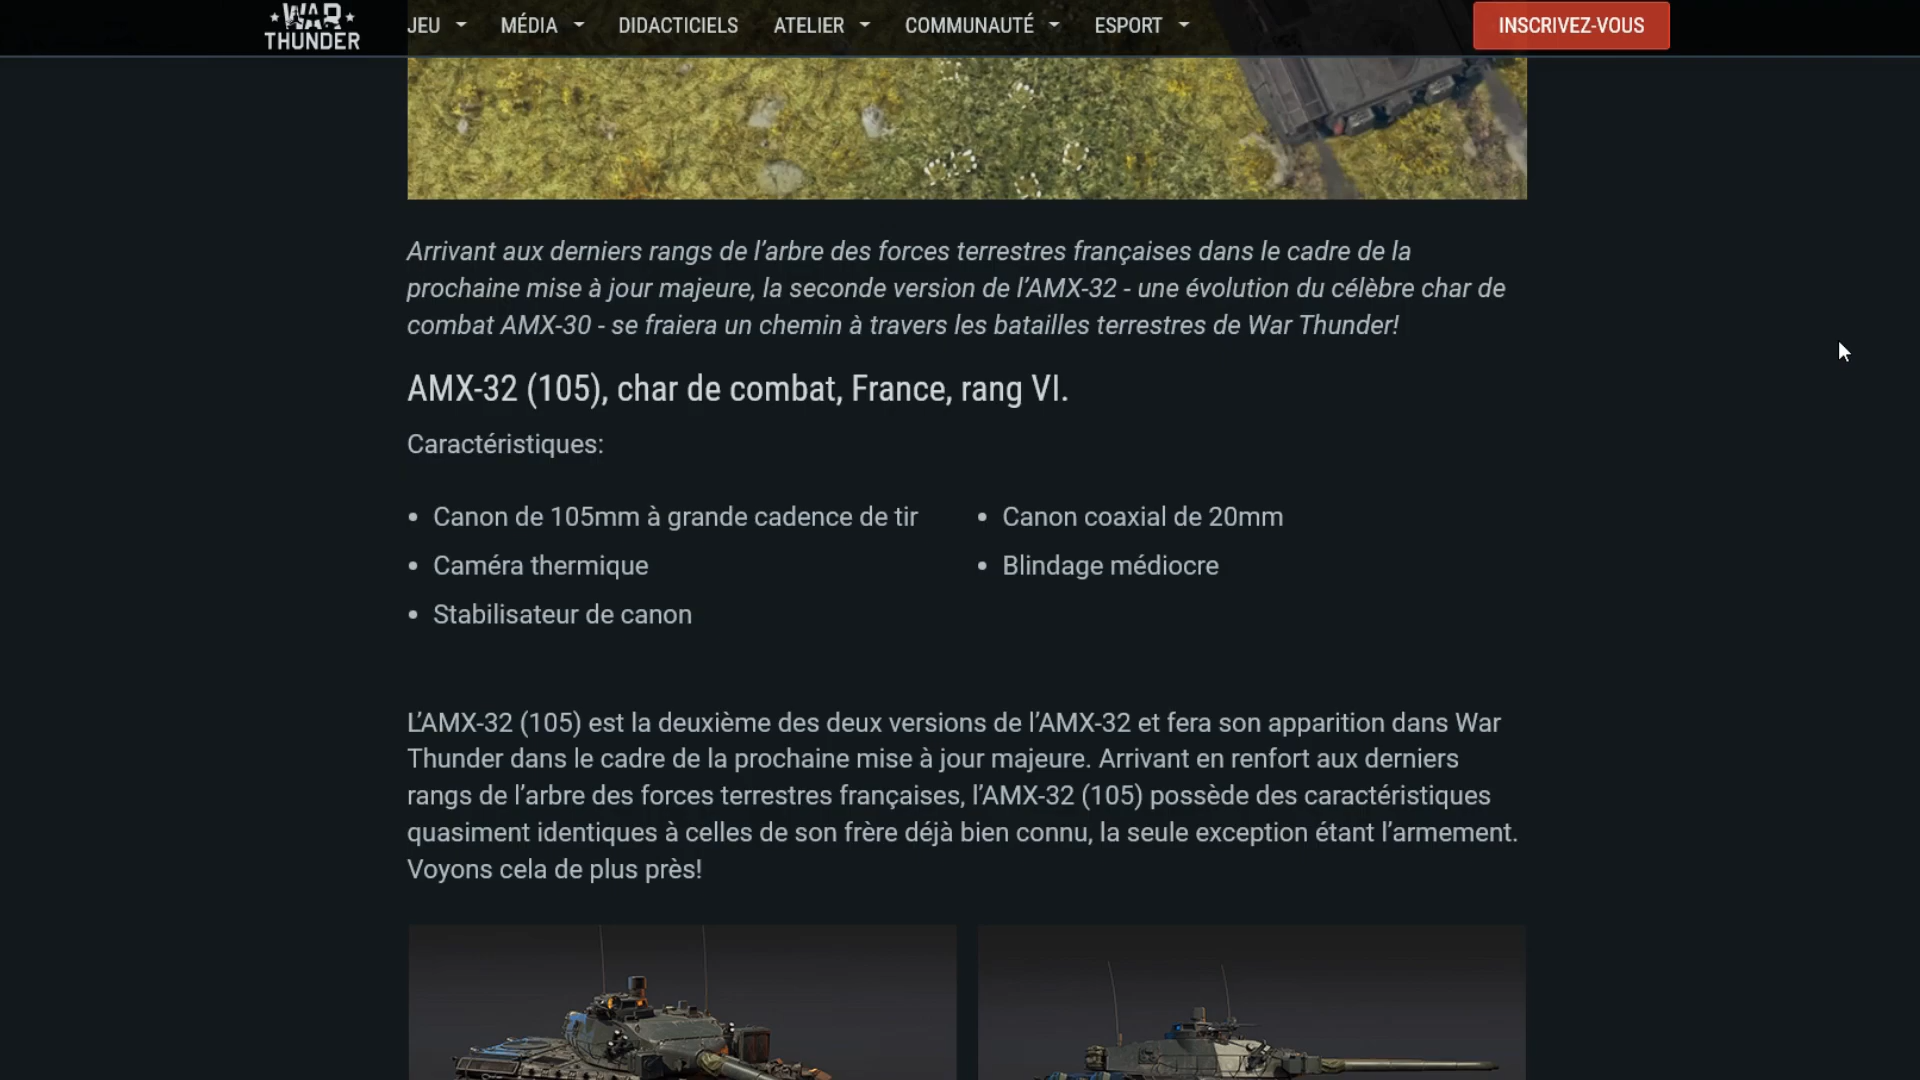 WAR
THUNDER
JEU
MÉDIA
DIDACTICIELS
ATELIER
COMMUNAUTÉ
ESPORT
INSCRIVEZ-VOUS
Arrivant aux derniers rangs de l’arbre des forces terrestres françaises dans le cadre de la
prochaine mise à jour majeure, la seconde version de l’AMX-32 - une évolution du célèbre char de
combat AMX-30 - se fraiera un chemin à travers les batailles terrestres de War Thunder!
AMX-32 (105), char de combat, France, rang VI.
Caractéristiques:
• Canon de 105mm à grande cadence de tir
• Caméra thermique
• Stabilisateur de canon
• Canon coaxial de 20mm
• Blindage médiocre
L’AMX-32 (105) est la deuxième des deux versions de l’AMX-32 et fera son apparition dans War
Thunder dans le cadre de la prochaine mise à jour majeure. Arrivant en renfort aux derniers
rangs de l’arbre des forces terrestres françaises, l’AMX-32 (105) possède des caractéristiques
quasiment identiques à celles de son frère déjà bien connu, la seule exception étant l’armement.
Voyons cela de plus près!